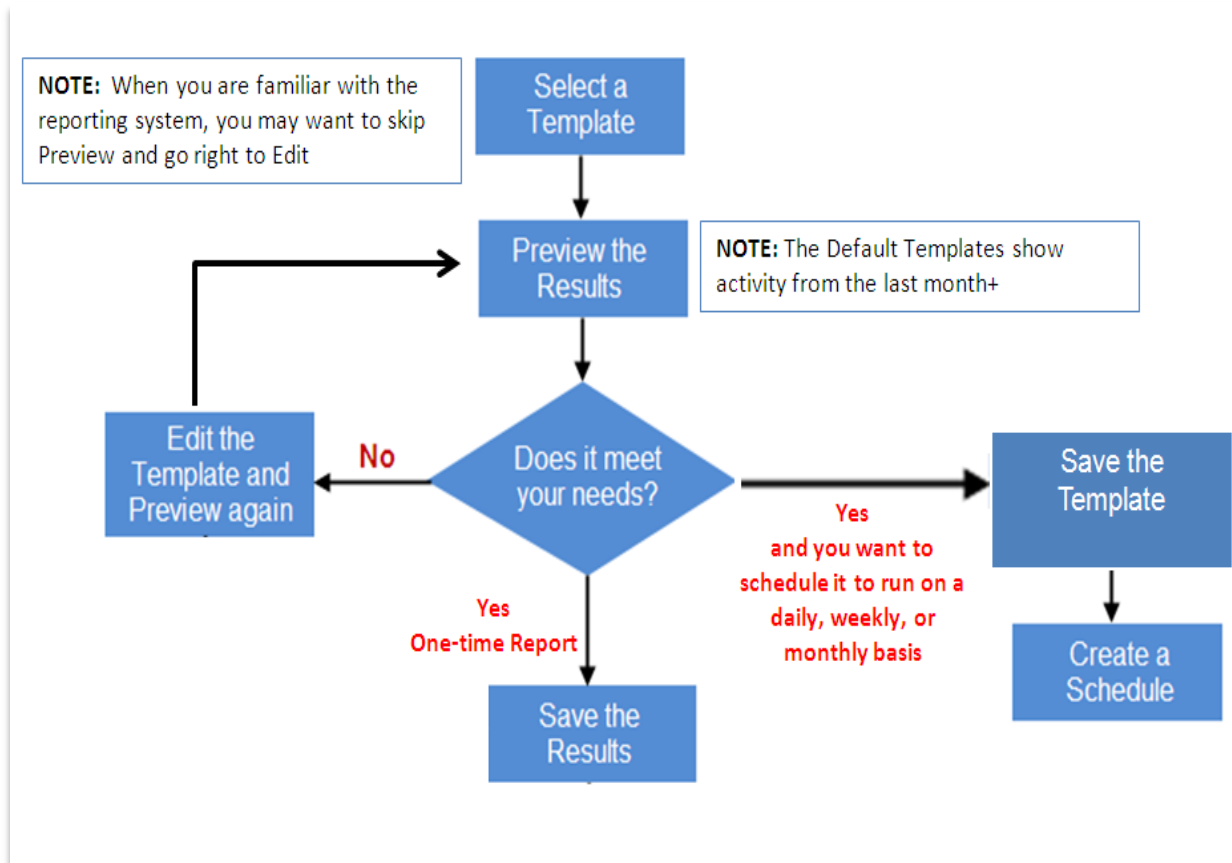 NOTE: When you are familiar with the
reporting system, you may want to skip
Preview and go right to Edit
Select a
Template
Preview the
Results
NOTE: The Default Templates show
activity from the last month+
Edit the
Template and
Preview again
No
Does it meet
your needs?
Yes
and you want to
schedule it to run on a
daily, weekly, or
monthly basis
Save the
Template
Yes
One-time Report
Create a
Schedule
Save the
Results